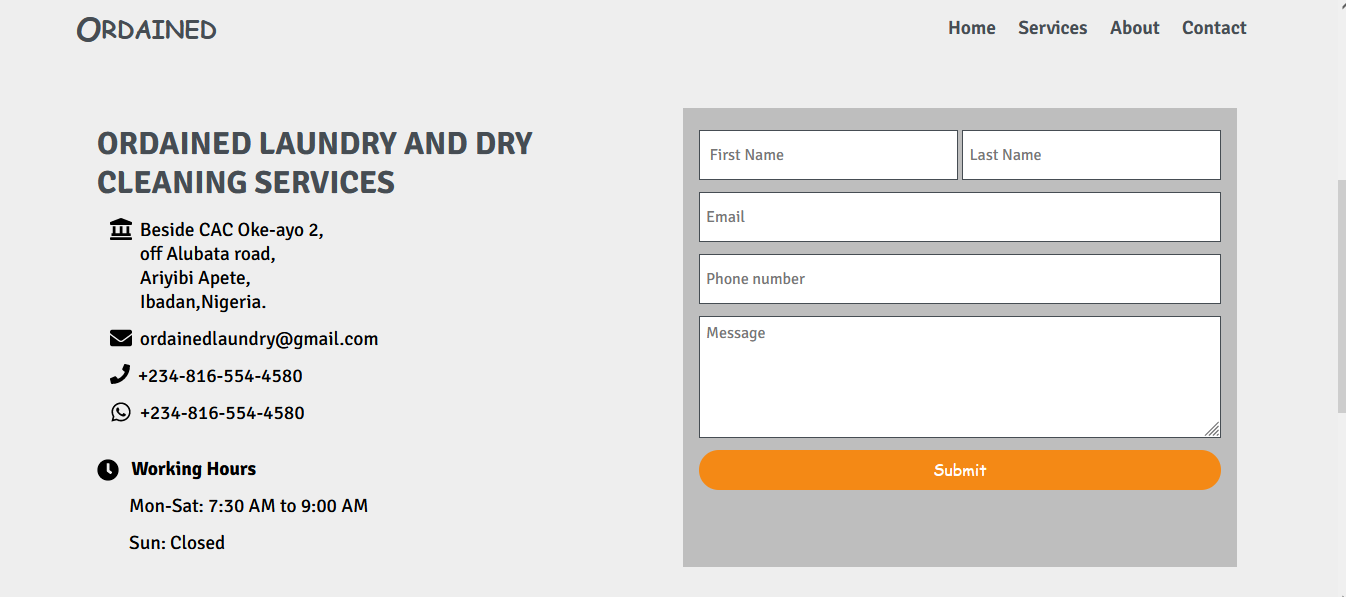 ORDAINED
Home Services About Contact
ORDAINED LAUNDRY AND DRY
CLEANING SERVICES
Beside CAC Oke-ayo 2,
off Alubata road,
Ariyibi Apete,
Ibadan,Nigeria.
ordainedlaundry@gmail.com
+234-816-554-4580
+234-816-554-4580
Working Hours
Mon-Sat: 7:30 AM to 9:00 AM
Sun: Closed
First Name
Last Name
Email
Phone number
Message
Submit